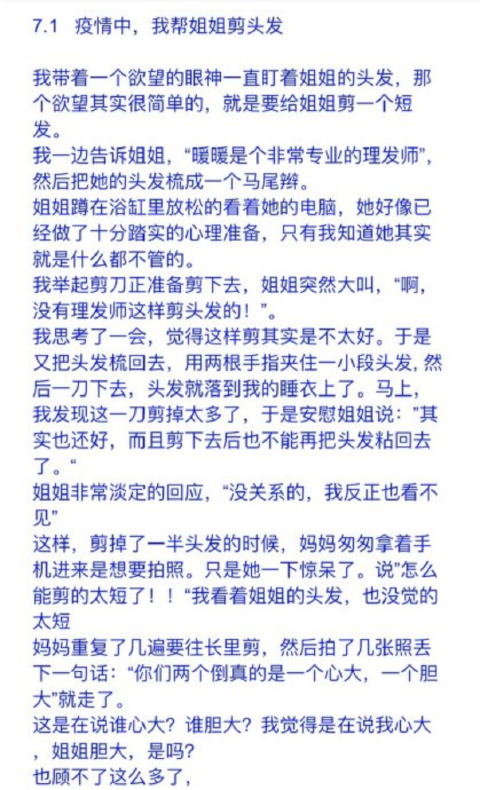 7.1 疫情中，我帮姐姐剪头发
我带着一个欲望的眼神一直盯着姐姐的头发，那
个欲望其实很简单的，就是要给姐姐剪一个短
发。
我一边告诉姐姐，“暖暖是个非常专业的理发师”，
然后把她的头发梳成一个马尾辫。
姐姐蹲在浴缸里放松的看着她的电脑，她好像已
经做了十分踏实的心理准备，只有我知道她其实
就是什么都不管的。
我举起剪刀正准备剪下去，姐姐突然大叫，“啊，
没有理发师这样剪头发的！”。
我思考了一会，觉得这样剪其实是不太好。于是
又把头发梳回去，用两根手指夹住一小段头发, 然
后一刀下去，头发就落到我的睡衣上了。马上，
我发现这一刀剪掉太多了，于是安慰姐姐说：”其
实也还好，而且剪下去后也不能再把头发粘回去
了。“
姐姐非常淡定的回应，“没关系的，我反正也看不
见”
这样，剪掉了一半头发的时候，妈妈匆匆拿着手
机进来是想要拍照。只是她一下惊呆了。说”怎么
能剪的太短了！！“我看着姐姐的头发，也没觉的
太短
妈妈重复了几遍要往长里剪，然后拍了几张照丢
下一句话：“你们两个倒真的是一个心大，一个胆
大”就走了。
这是在说谁心大？谁胆大？我觉得是在说我心大
，姐姐胆大，是吗？
也顾不了这么多了，